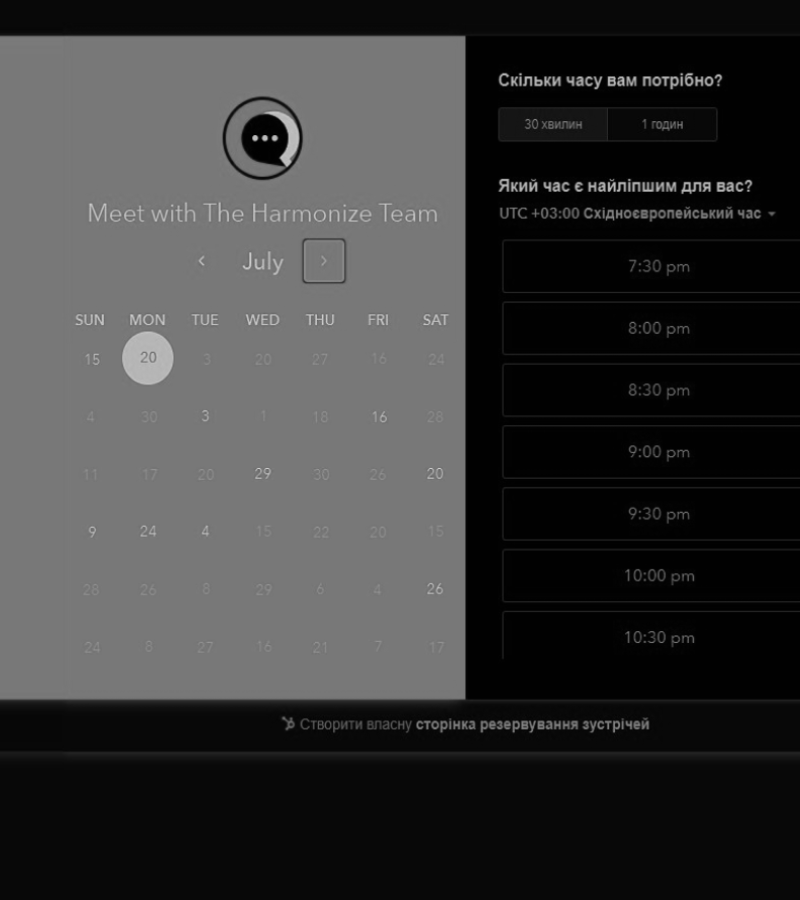 Meet with The Harmonize Team
July
SUN MON TUE WED THU FRI SAT
15 20 3 20 27 16 24
4 30 3 1 18 16 28
11 17 20 29 30 26 20
9 24 4 15 22 20 15
28 26 8 29 6 4 26
24 8 27 16 21 7 17
Скільки часу вам потрібно?
30 хвилин 1 годин
Який час є найліпшим для вас?
UTC +03:00 Східноєвропейський час
7:30 pm
8:00 pm
8:30 pm
9:00 pm
9:30 pm
10:00 pm
10:30 pm
Створити власну сторінка резервування зустрічей